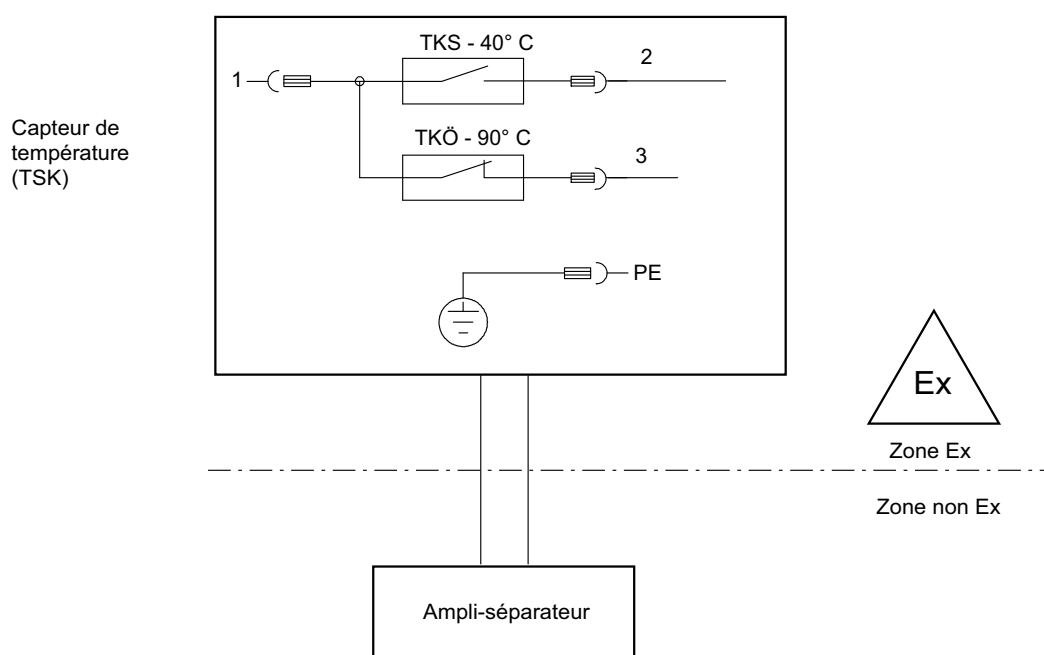 TKS - 40° C
1
2
Capteur de
température
(TSK)
TKÖ - 90° C
3
PE
Ex
Zone Ex
Zone non Ex
Ampli-séparateur